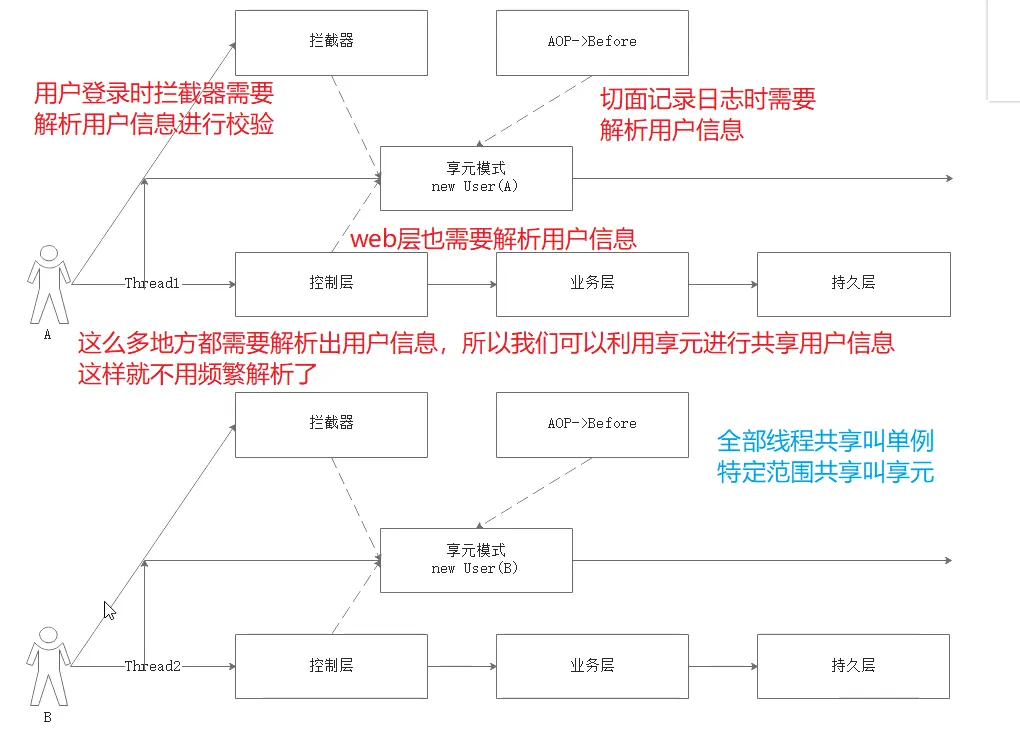 拦截器
AOP->Before
用户登录时拦截器需要
解析用户信息进行校验
切面记录日志时需要
解析用户信息
享元模式
new User(A)
web层也需要解析用户信息
Thread1
控制层
业务层
持久层
A
这么多地方都需要解析出用户信息，所以我们可以利用享元进行共享用户信息
这样就不用频繁解析了
拦截器
AOP->Before
全部线程共享叫单例
特定范围共享叫享元
享元模式
new User(B)
Thread2
控制层
业务层
持久层
B